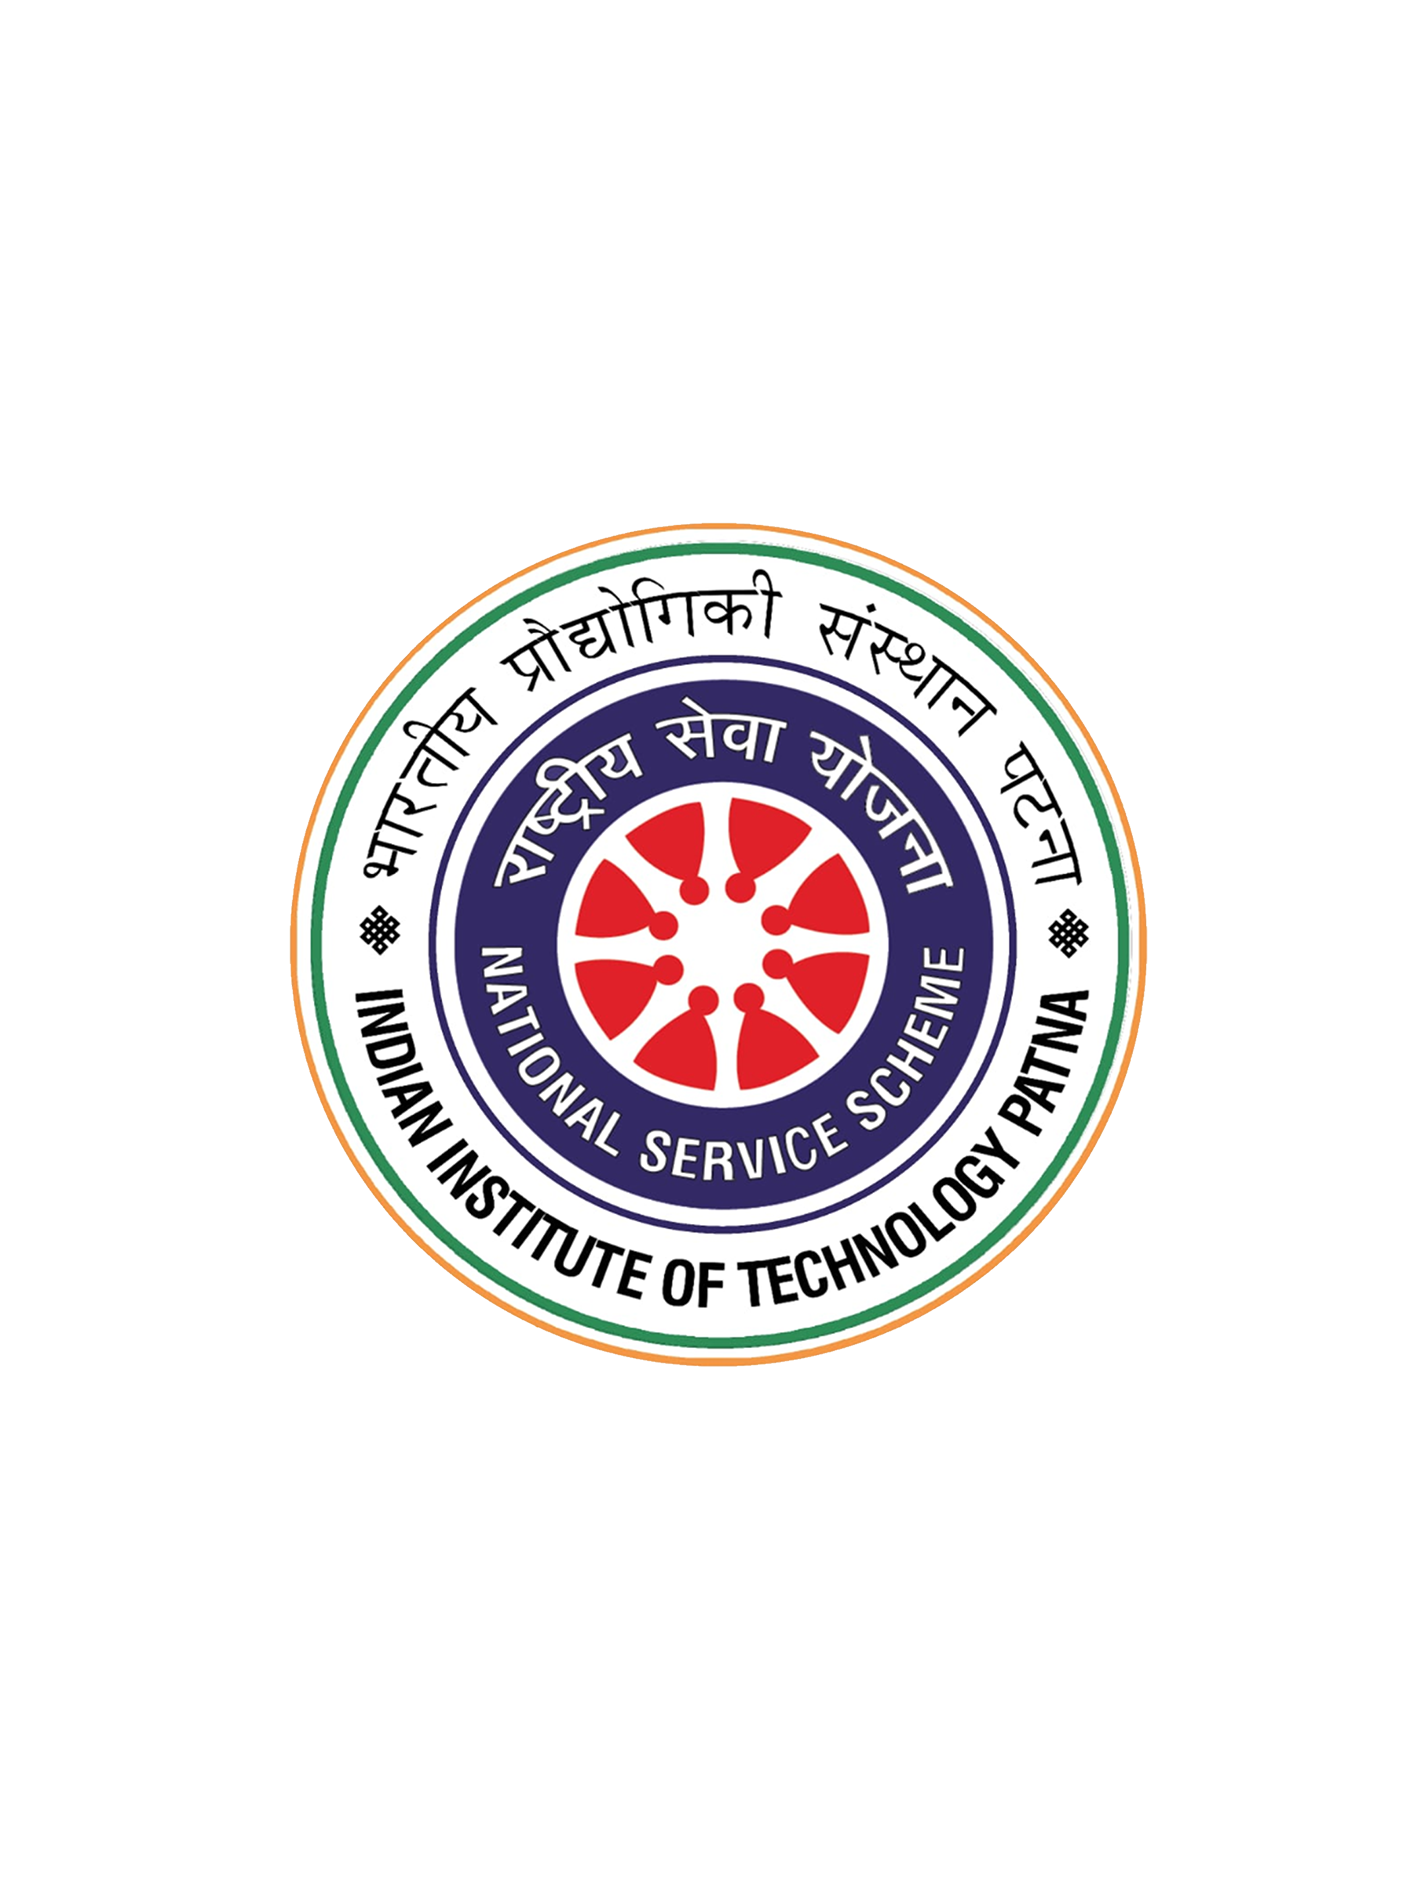 भारतीय प्रौद्योगिकी संस्थान पटना
राष्ट्रीय सेवा योजना
NATIONAL SERVICE SCHEME
INDIAN INSTITUTE OF TECHNOLOGY PATNA